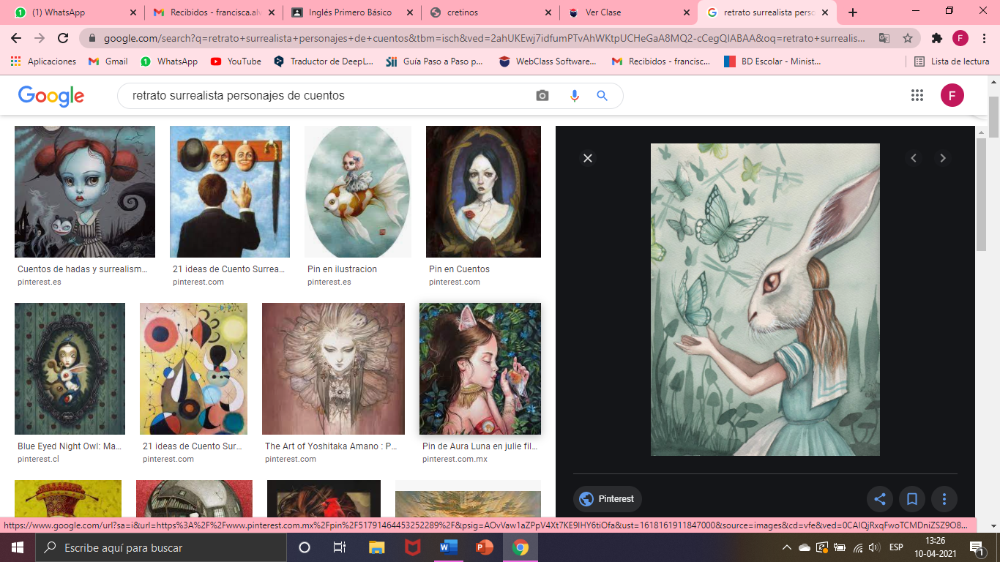 (1) WhatsApp
Recibidos - francisca.alv
Inglés Primero Básico
cretinos
Ver Clase
retrato surrealista perso
google.com/search?q=retrato+surrealista+personajes+de+cuentos&tbm=isch&ved=2ahUKEwj7idfumPTvAhWKtpUCHeGaA8MQ2-cCegQIABAA&oq=retrato+surrealis...
F
Aplicaciones
Gmail
WhatsApp
YouTube
Traductor de DeepL...
Guía Paso a Paso p...
WebClass Software...
Recibidos - francisc...
BD Escolar - Minist...
Lista de lectura
Google
retrato surrealista personajes de cuentos
F
Cuentos de hadas y surrealism...
pinterest.es
21 ideas de Cuento Surrea...
pinterest.com
Pin en ilustracion
pinterest.es
Pin en Cuentos
pinterest.com
Blue Eyed Night Owl: Ma...
pinterest.cl
21 ideas de Cuento Sur...
pinterest.com
The Art of Yoshitaka Amano : P...
pinterest.com
Pin de Aura Luna en julie fil...
pinterest.com.mx
Pinterest
https://www.google.com/url?sa=i&url=https%3A%2F%2Fwww.pinterest.com.mx%2Fpin%2F51791464453252289%2F&psig=AOvVaw1aZPpV4Xt7KE9lHY6tiOfa&ust=1618161911847000&source=images&cd=vfe&ved=0CAIQjRxqFwoTCMDniZSZ9O8...
Escribe aquí para buscar
ESP
13:26
10-04-2021
1